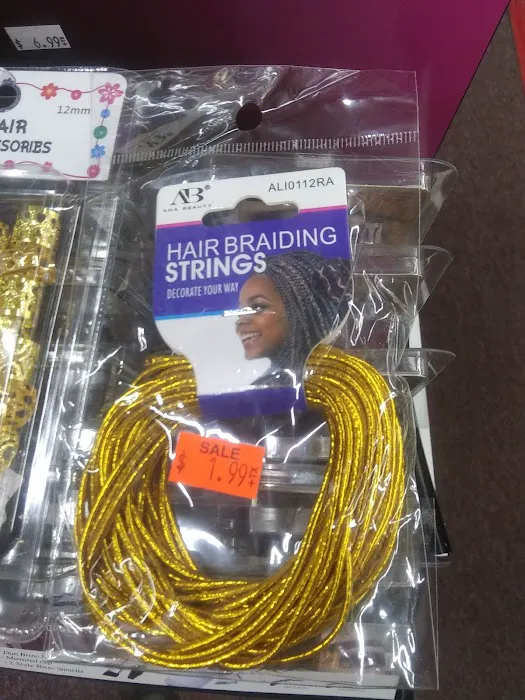 $ 6.99
12mm
AIR
SSORIES
AB®
ANA BEAUTY
ALI0112RA
HAIR BRAIDING
STRINGS
DECORATE YOUR WAY
SALE
$ 1.99